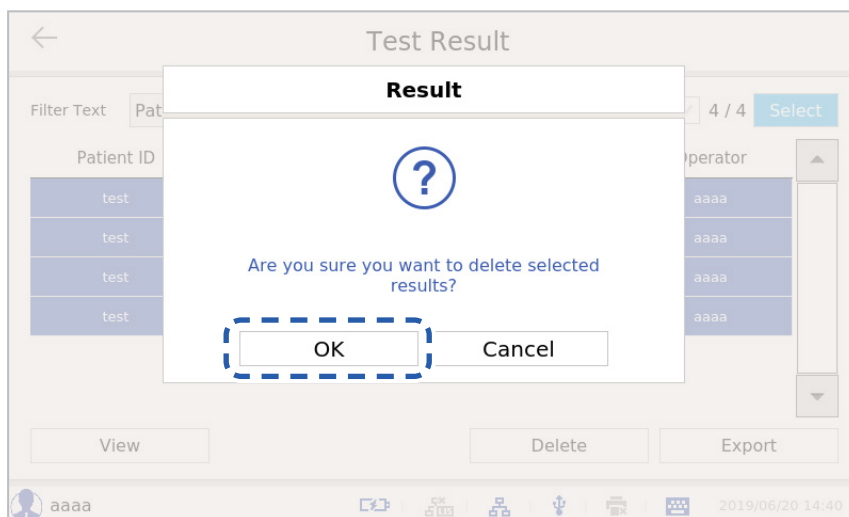 Test Result
Result
Filter Text Pat 4 / 4 Select
Patient ID perator
?
test aaaa
test aaaa
test aaaa
test aaaa
Are you sure you want to delete selected
results?
OK Cancel
View Delete Export
aaaa 2019/06/20 14:40